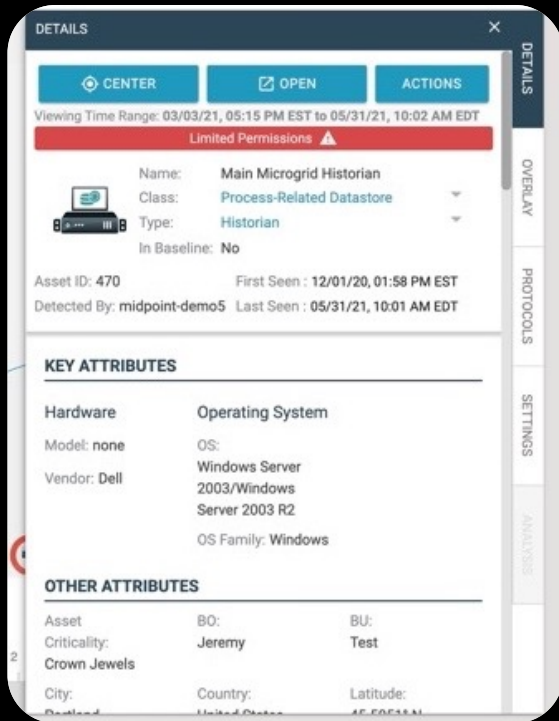 DETAILS
CENTER
OPEN
ACTIONS
Viewing Time Range: 03/03/21, 05:15 PM EST to 05/31/21, 10:02 AM EDT
Limited Permissions
Name: Main Microgrid Historian
Class: Process-Related Datastore
Type: Historian
In Baseline: No
Asset ID: 470 First Seen : 12/01/20, 01:58 PM EST
Detected By: midpoint-demo5 Last Seen : 05/31/21, 10:01 AM EDT
KEY ATTRIBUTES
Hardware Operating System
Model: none OS:
Vendor: Dell Windows Server
2003/Windows
Server 2003 R2
OS Family: Windows
OTHER ATTRIBUTES
Asset BO: BU:
Criticality: Jeremy Test
Crown Jewels
City: Country: Latitude:
Portland United States
DETAILS
OVERLAY
PROTOCOLS
SETTINGS
ANALYSIS
2